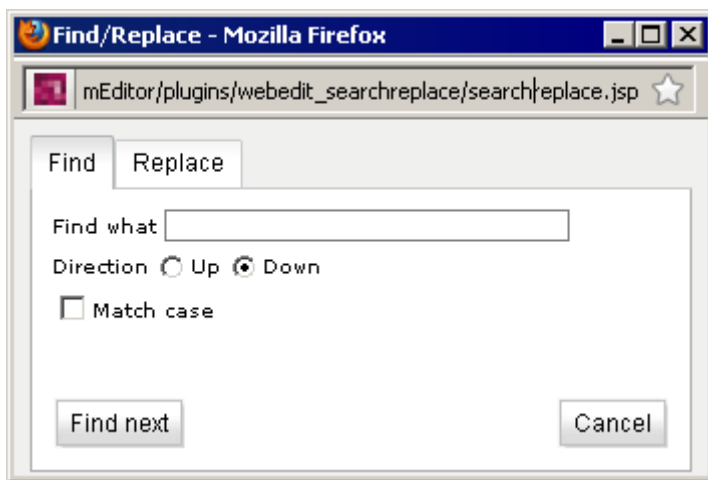 Find/Replace - Mozilla Firefox
mEditor/plugins/webedit_searchreplace/searchreplace.jsp
Find Replace
Find what
Direction Up Down
Match case
Find next Cancel